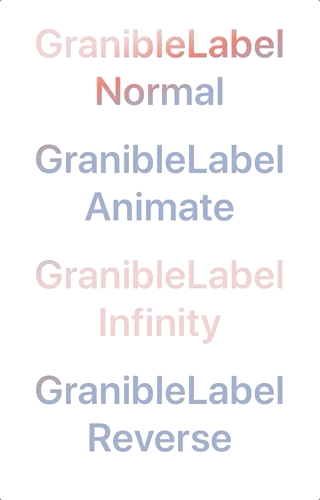 GranibleLabel
Normal
GranibleLabel
Animate
GranibleLabel
Infinity
GranibleLabel
Reverse